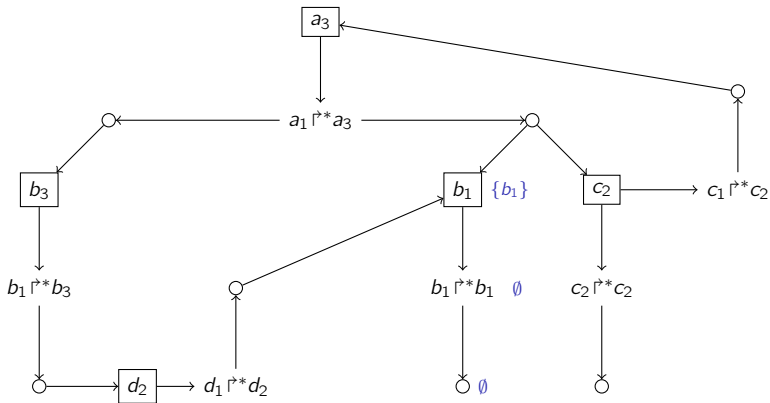 a₃
a₁ ↱* a₃
b₃
b₁ {b₁}
c₂
c₁ ↱* c₂
b₁ ↱* b₃
b₁ ↱* b₁ ∅
c₂ ↱* c₂
d₂
d₁ ↱* d₂
∅